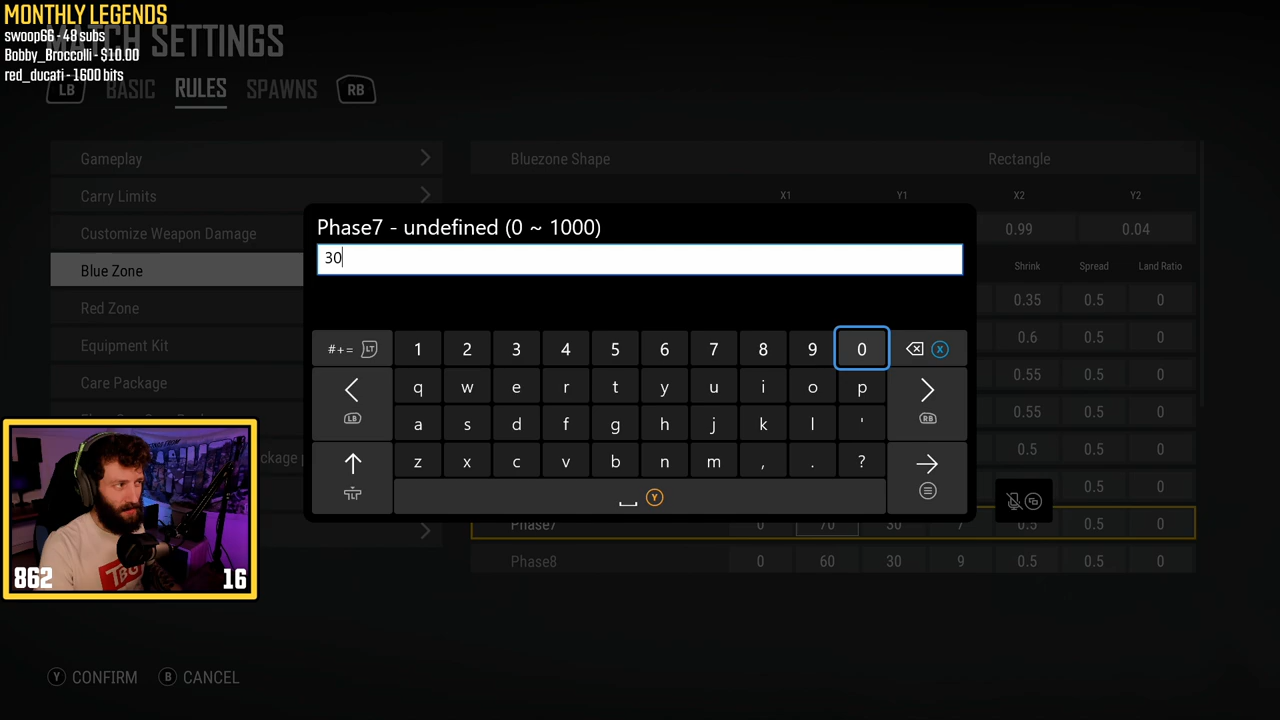 MONTHLY LEGENDS
swoop66 - 48 subs
Bobby_Broccolli - $10.00
red_ducati - 1600 bits
MATCH SETTINGS
LB BASIC RULES SPAWNS RB
Gameplay
Carry Limits
Customize Weapon Damage
Blue Zone
Red Zone
Equipment Kit
Care Package
Bluezone Shape Rectangle
X1 Y1 X2 Y2
0.99 0.04
Shrink Spread Land Ratio
0.35 0.5 0
0.6 0.5 0
0.55 0.5 0
0.55 0.5 0
0.5 0.5 0
0.5 0
Phase7 0 70 30 7 0.5 0.5 0
Phase8 0 60 30 9 0.5 0.5 0
Phase7 - undefined (0 ~ 1000)
30
#+= LT 1 2 3 4 5 6 7 8 9 0 X
q w e r t y u i o p
LB a s d f g h j k l ' RB
z x c v b n m , . ?
Y
862 16
Y CONFIRM B CANCEL